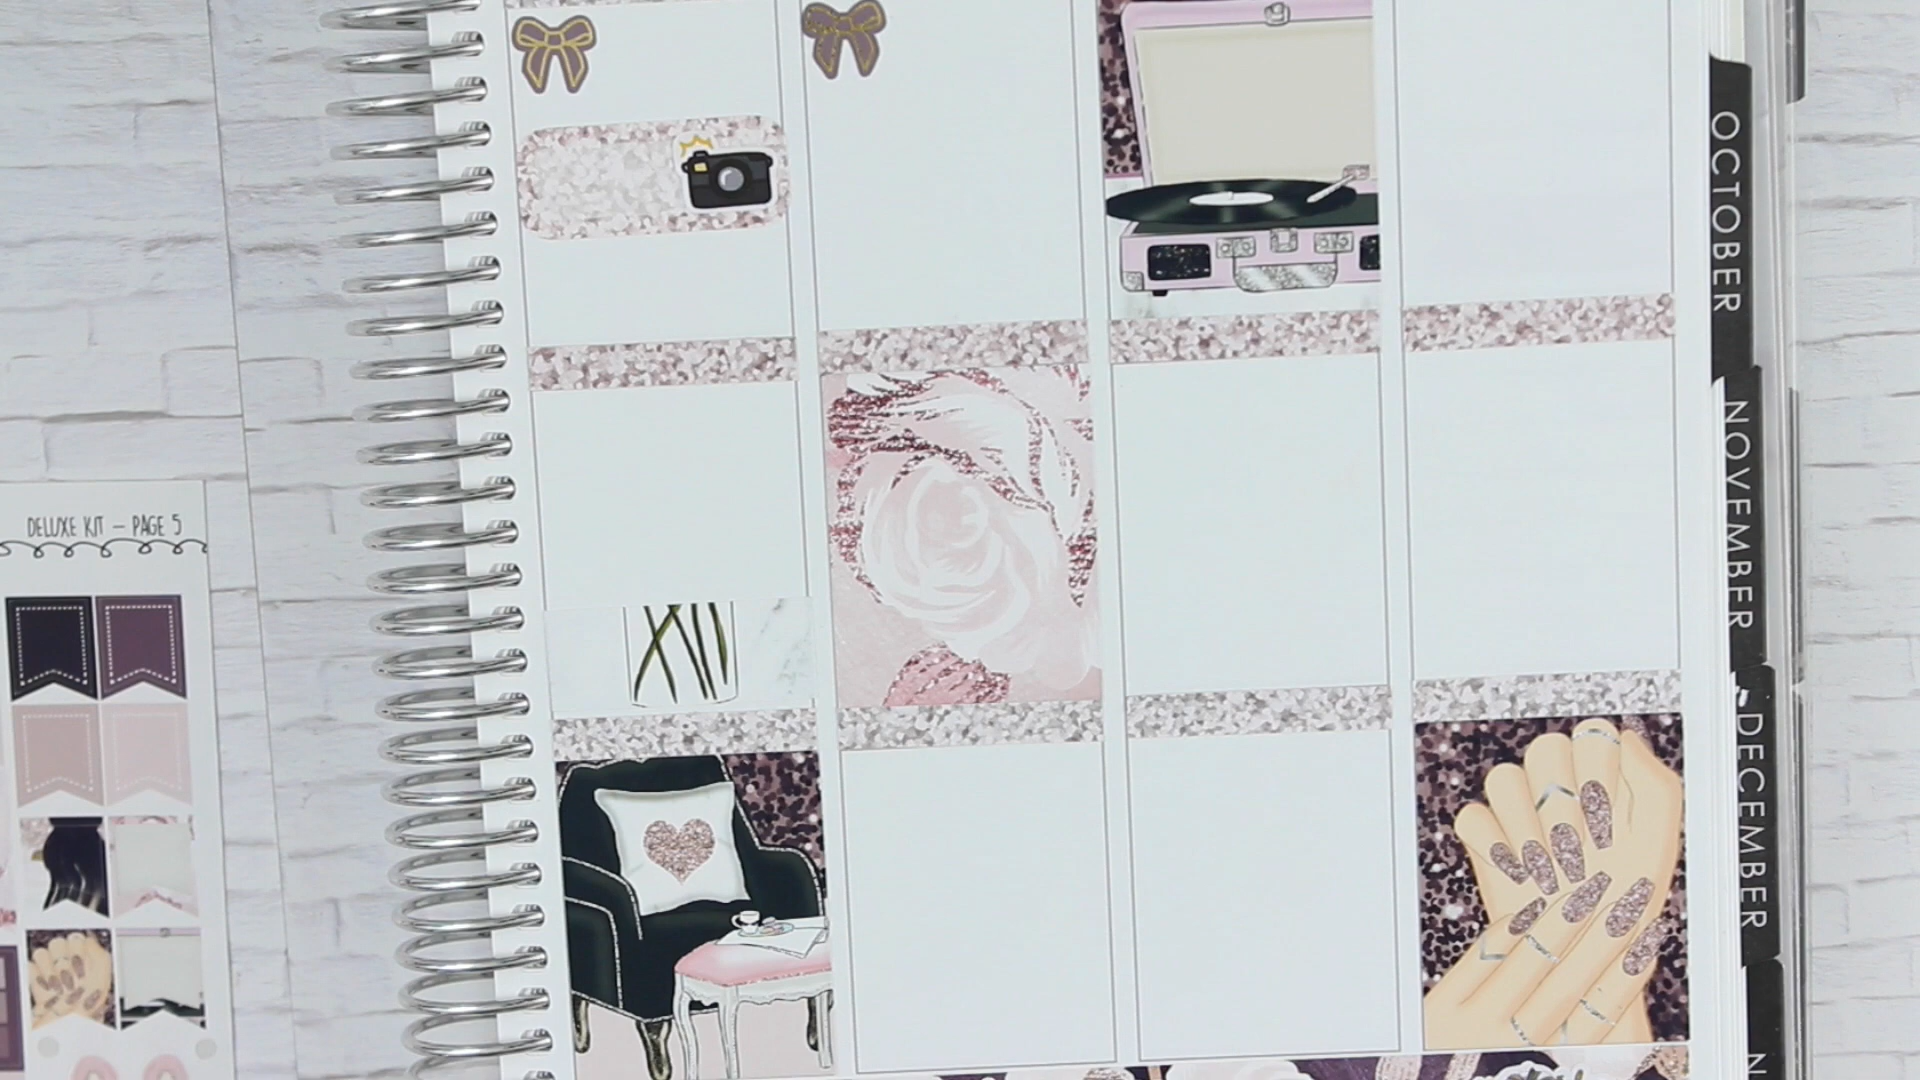 OCTOBER
NOVEMBER
DECEMBER
DELUXE KIT – PAGE 5